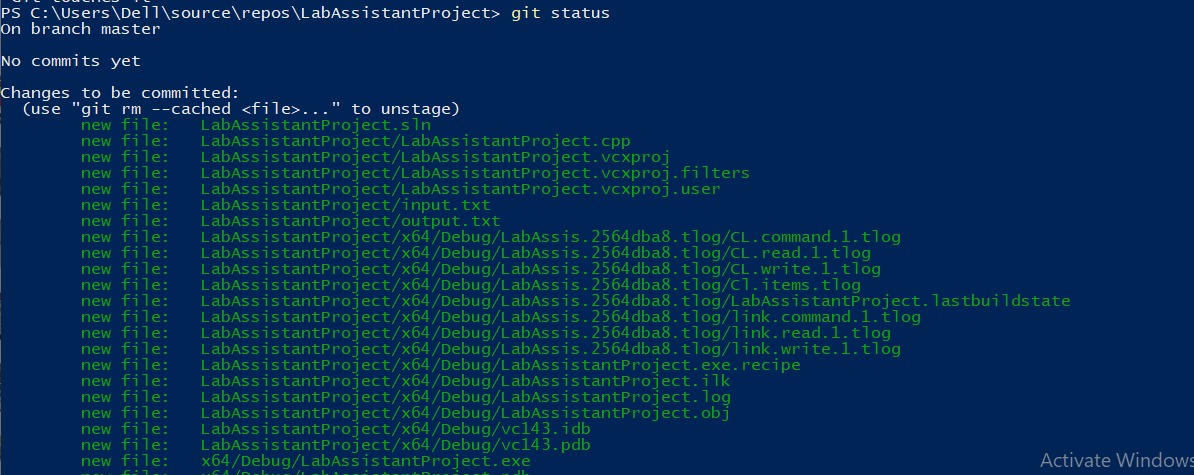 PS C:\Users\Dell\source\repos\LabAssistantProject> git status
On branch master
No commits yet
Changes to be committed:
(use "git rm --cached <file>..." to unstage)
new file: LabAssistantProject.sln
new file: LabAssistantProject/LabAssistantProject.cpp
new file: LabAssistantProject/LabAssistantProject.vcxproj
new file: LabAssistantProject/LabAssistantProject.vcxproj.filters
new file: LabAssistantProject/LabAssistantProject.vcxproj.user
new file: LabAssistantProject/input.txt
new file: LabAssistantProject/output.txt
new file: LabAssistantProject/x64/Debug/LabAssis.2564dba8.tlog/CL.command.1.tlog
new file: LabAssistantProject/x64/Debug/LabAssis.2564dba8.tlog/CL.read.1.tlog
new file: LabAssistantProject/x64/Debug/LabAssis.2564dba8.tlog/CL.write.1.tlog
new file: LabAssistantProject/x64/Debug/LabAssis.2564dba8.tlog/Cl.items.tlog
new file: LabAssistantProject/x64/Debug/LabAssis.2564dba8.tlog/LabAssistantProject.lastbuildstate
new file: LabAssistantProject/x64/Debug/LabAssis.2564dba8.tlog/link.command.1.tlog
new file: LabAssistantProject/x64/Debug/LabAssis.2564dba8.tlog/link.read.1.tlog
new file: LabAssistantProject/x64/Debug/LabAssis.2564dba8.tlog/link.write.1.tlog
new file: LabAssistantProject/x64/Debug/LabAssistantProject.exe.recipe
new file: LabAssistantProject/x64/Debug/LabAssistantProject.ilk
new file: LabAssistantProject/x64/Debug/LabAssistantProject.log
new file: LabAssistantProject/x64/Debug/LabAssistantProject.obj
new file: LabAssistantProject/x64/Debug/vc143.idb
new file: LabAssistantProject/x64/Debug/vc143.pdb
new file: x64/Debug/LabAssistantProject.exe
Activate Windows